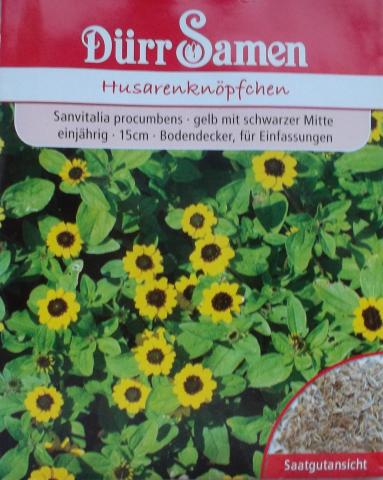 Dürr Samen
Husarenknöpfchen
Sanvitalia procumbens · gelb mit schwarzer Mitte
einjährig · 15cm · Bodendecker, für Einfassungen
Saatgutansicht